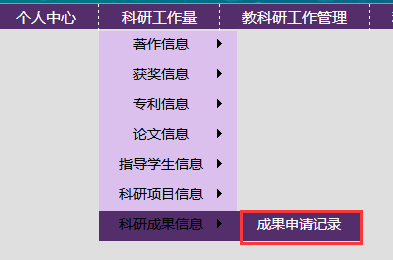 个人中心 科研工作量 教科研工作管理
著作信息
获奖信息
专利信息
论文信息
指导学生信息
科研项目信息
科研成果信息 成果申请记录